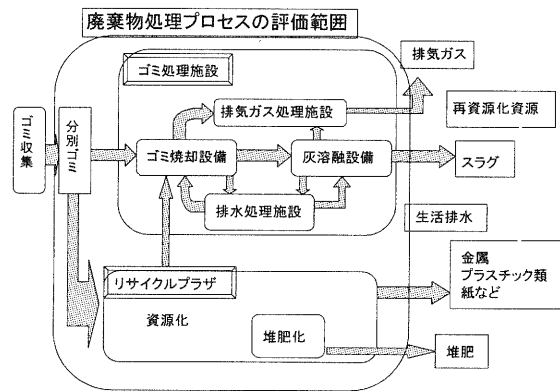 廃棄物処理プロセスの評価範囲
ゴミ処理施設
排気ガス
排気ガス処理施設
再資源化資源
ゴミ収集
分別ゴミ
ゴミ焼却設備
灰溶融設備
スラグ
排水処理施設
生活排水
リサイクルプラザ
資源化
金属
プラスチック類
紙など
堆肥化
堆肥